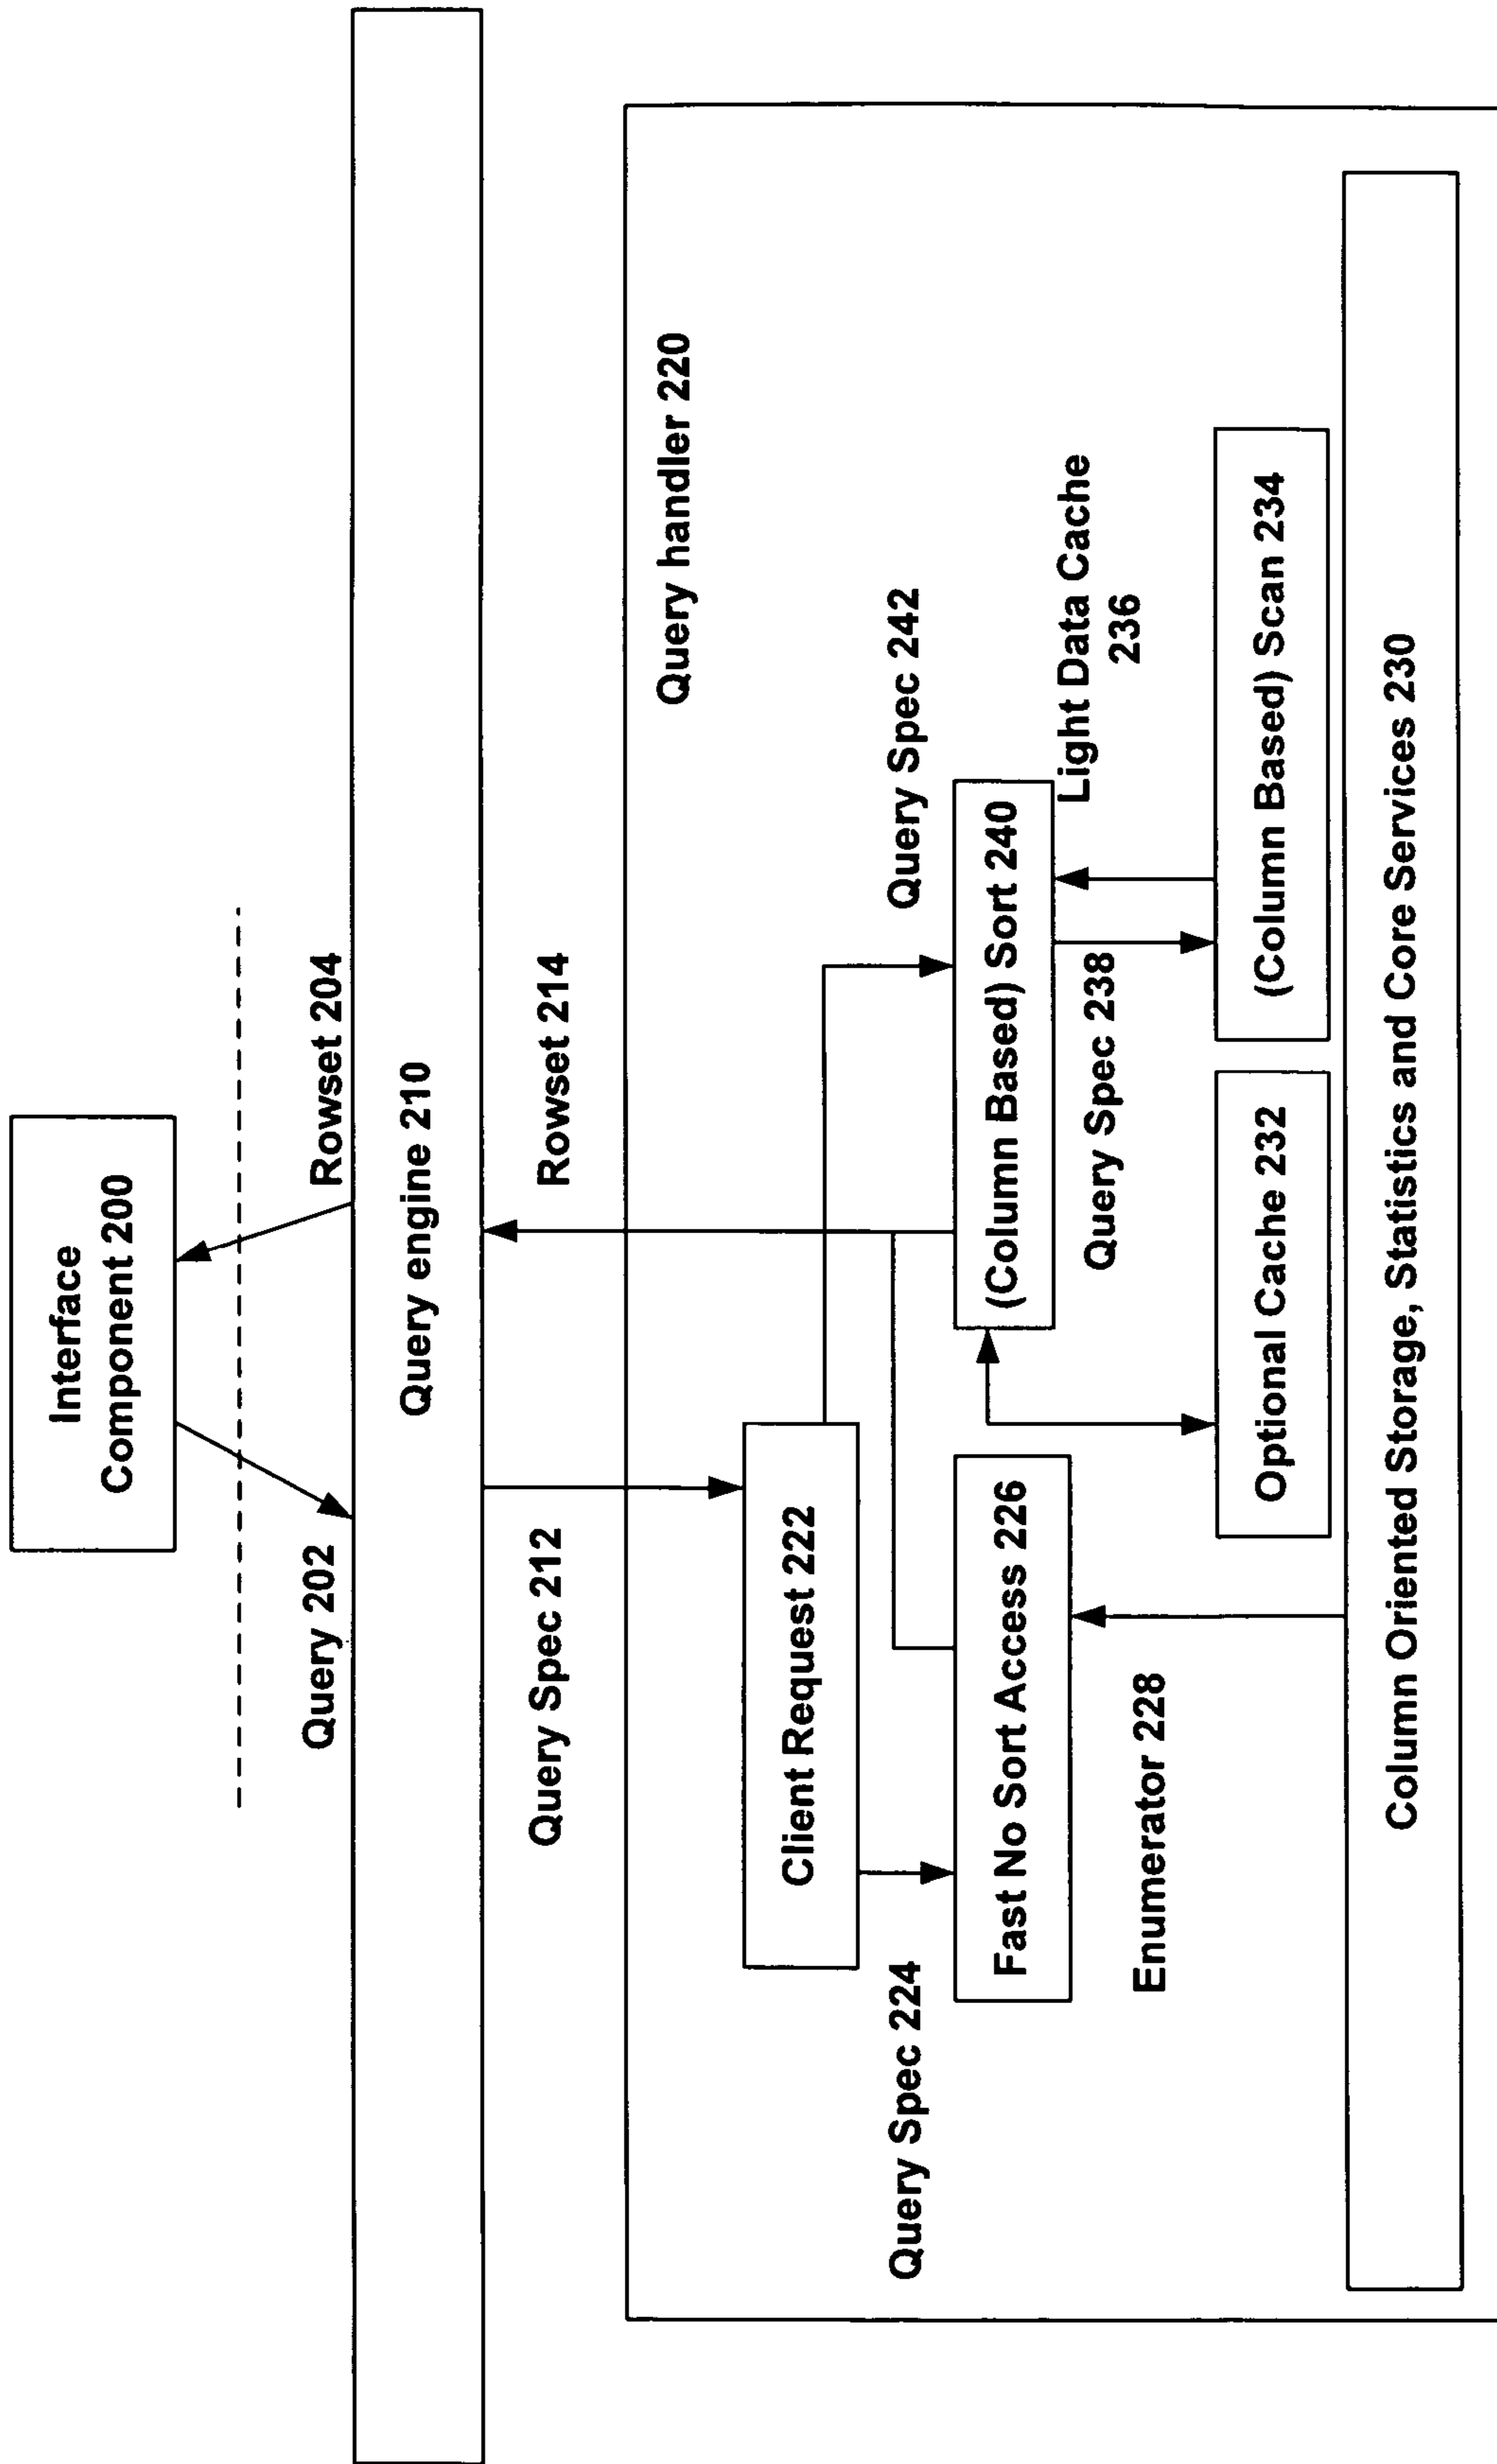 Interface
Component 200
Query 202
Rowset 204
Query engine 210
Query Spec 212
Rowset 214
Query handler 220
Client Request 222
Query Spec 224
Query Spec 242
Fast No Sort Access 226
(Column Based) Sort 240
Enumerator 228
Query Spec 238
Light Data Cache
236
Optional Cache 232
(Column Based) Scan 234
Column Oriented Storage, Statistics and Core Services 230